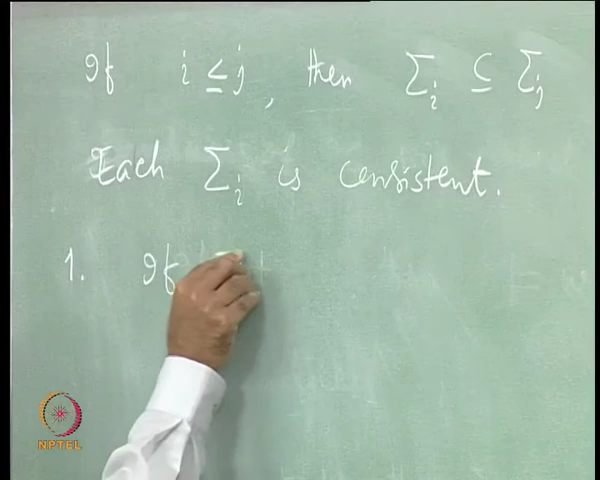 If i ≤ j, then Σi ⊆ Σj
Each Σi is consistent.
1. If
NPTEL